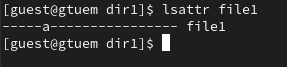 [guest@gtuem dir1]$ lsattr file1
-----a---------------- file1
[guest@gtuem dir1]$